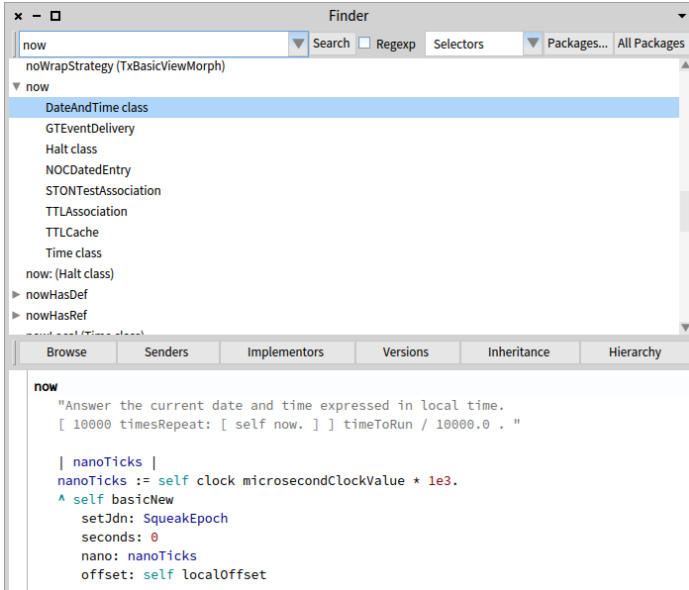 Finder
now Search Regexp Selectors Packages... All Packages
noWrapStrategy (TxBasicViewMorph)
now
DateAndTime class
GTEventDelivery
Halt class
NOCDatedEntry
STONTestAssociation
TTLAssociation
TTLCache
Time class
now: (Halt class)
nowHasDef
nowHasRef
nowLocal (Time class)
Browse Senders Implementors Versions Inheritance Hierarchy
now
"Answer the current date and time expressed in local time.
[ 10000 timesRepeat: [ self now. ] ] timeToRun / 10000.0 . "
| nanoTicks |
nanoTicks := self clock microsecondClockValue * 1e3.
^ self basicNew
setJdn: SqueakEpoch
seconds: 0
nano: nanoTicks
offset: self localOffset